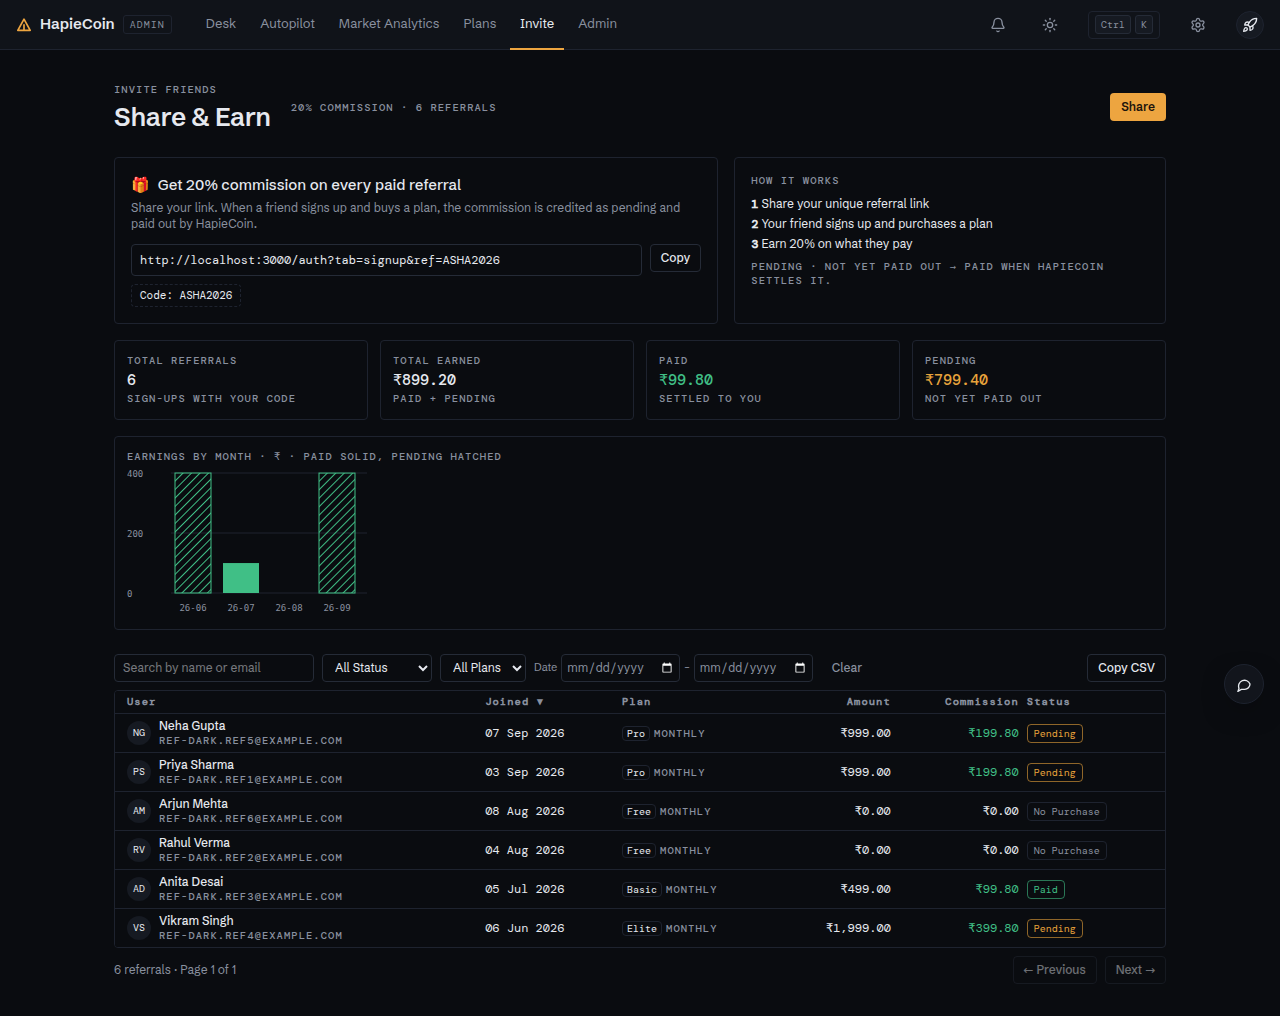 HapieCoin ADMIN Desk Autopilot Market Analytics Plans Invite Admin Ctrl K
INVITE FRIENDS
Share & Earn
20% COMMISSION · 6 REFERRALS
Share
🎁 Get 20% commission on every paid referral
Share your link. When a friend signs up and buys a plan, the commission is credited as pending and
paid out by HapieCoin.
http://localhost:3000/auth?tab=signup&ref=ASHA2026
Copy
Code: ASHA2026
HOW IT WORKS
1 Share your unique referral link
2 Your friend signs up and purchases a plan
3 Earn 20% on what they pay
PENDING · NOT YET PAID OUT → PAID WHEN HAPIECOIN
SETTLES IT.
TOTAL REFERRALS
6
SIGN-UPS WITH YOUR CODE
TOTAL EARNED
₹899.20
PAID + PENDING
PAID
₹99.80
SETTLED TO YOU
PENDING
₹799.40
NOT YET PAID OUT
EARNINGS BY MONTH · ₹ · PAID SOLID, PENDING HATCHED
400
200
0
26-06 26-07 26-08 26-09
Search by name or email All Status All Plans Date mm/dd/yyyy – mm/dd/yyyy Clear Copy CSV
User Joined ▼ Plan Amount Commission Status
NG Neha Gupta
REF-DARK.REF5@EXAMPLE.COM
07 Sep 2026 Pro MONTHLY ₹999.00 ₹199.80 Pending
PS Priya Sharma
REF-DARK.REF1@EXAMPLE.COM
03 Sep 2026 Pro MONTHLY ₹999.00 ₹199.80 Pending
AM Arjun Mehta
REF-DARK.REF6@EXAMPLE.COM
08 Aug 2026 Free MONTHLY ₹0.00 ₹0.00 No Purchase
RV Rahul Verma
REF-DARK.REF2@EXAMPLE.COM
04 Aug 2026 Free MONTHLY ₹0.00 ₹0.00 No Purchase
AD Anita Desai
REF-DARK.REF3@EXAMPLE.COM
05 Jul 2026 Basic MONTHLY ₹499.00 ₹99.80 Paid
VS Vikram Singh
REF-DARK.REF4@EXAMPLE.COM
06 Jun 2026 Elite MONTHLY ₹1,999.00 ₹399.80 Pending
6 referrals · Page 1 of 1
← Previous Next →